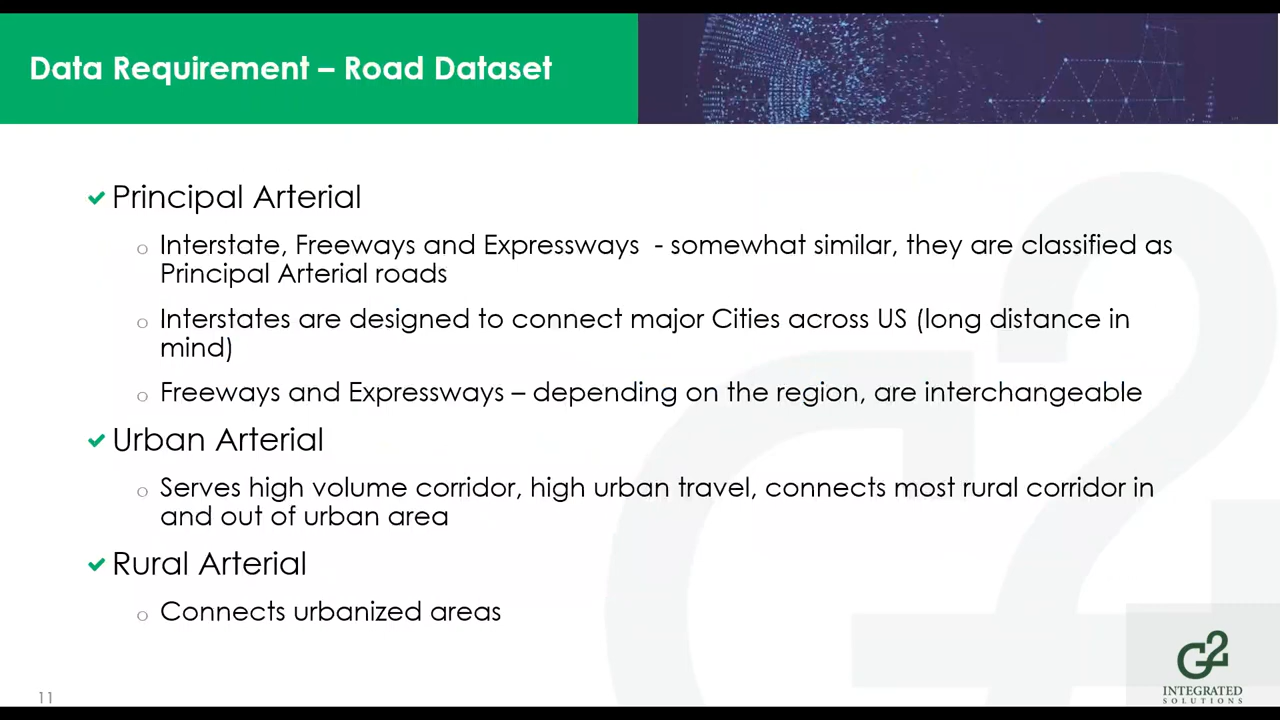 Data Requirement – Road Dataset
Principal Arterial
Interstate, Freeways and Expressways - somewhat similar, they are classified as
Principal Arterial roads
Interstates are designed to connect major Cities across US (long distance in
mind)
Freeways and Expressways – depending on the region, are interchangeable
Urban Arterial
Serves high volume corridor, high urban travel, connects most rural corridor in
and out of urban area
Rural Arterial
Connects urbanized areas
11
G2
INTEGRATED
SOLUTIONS